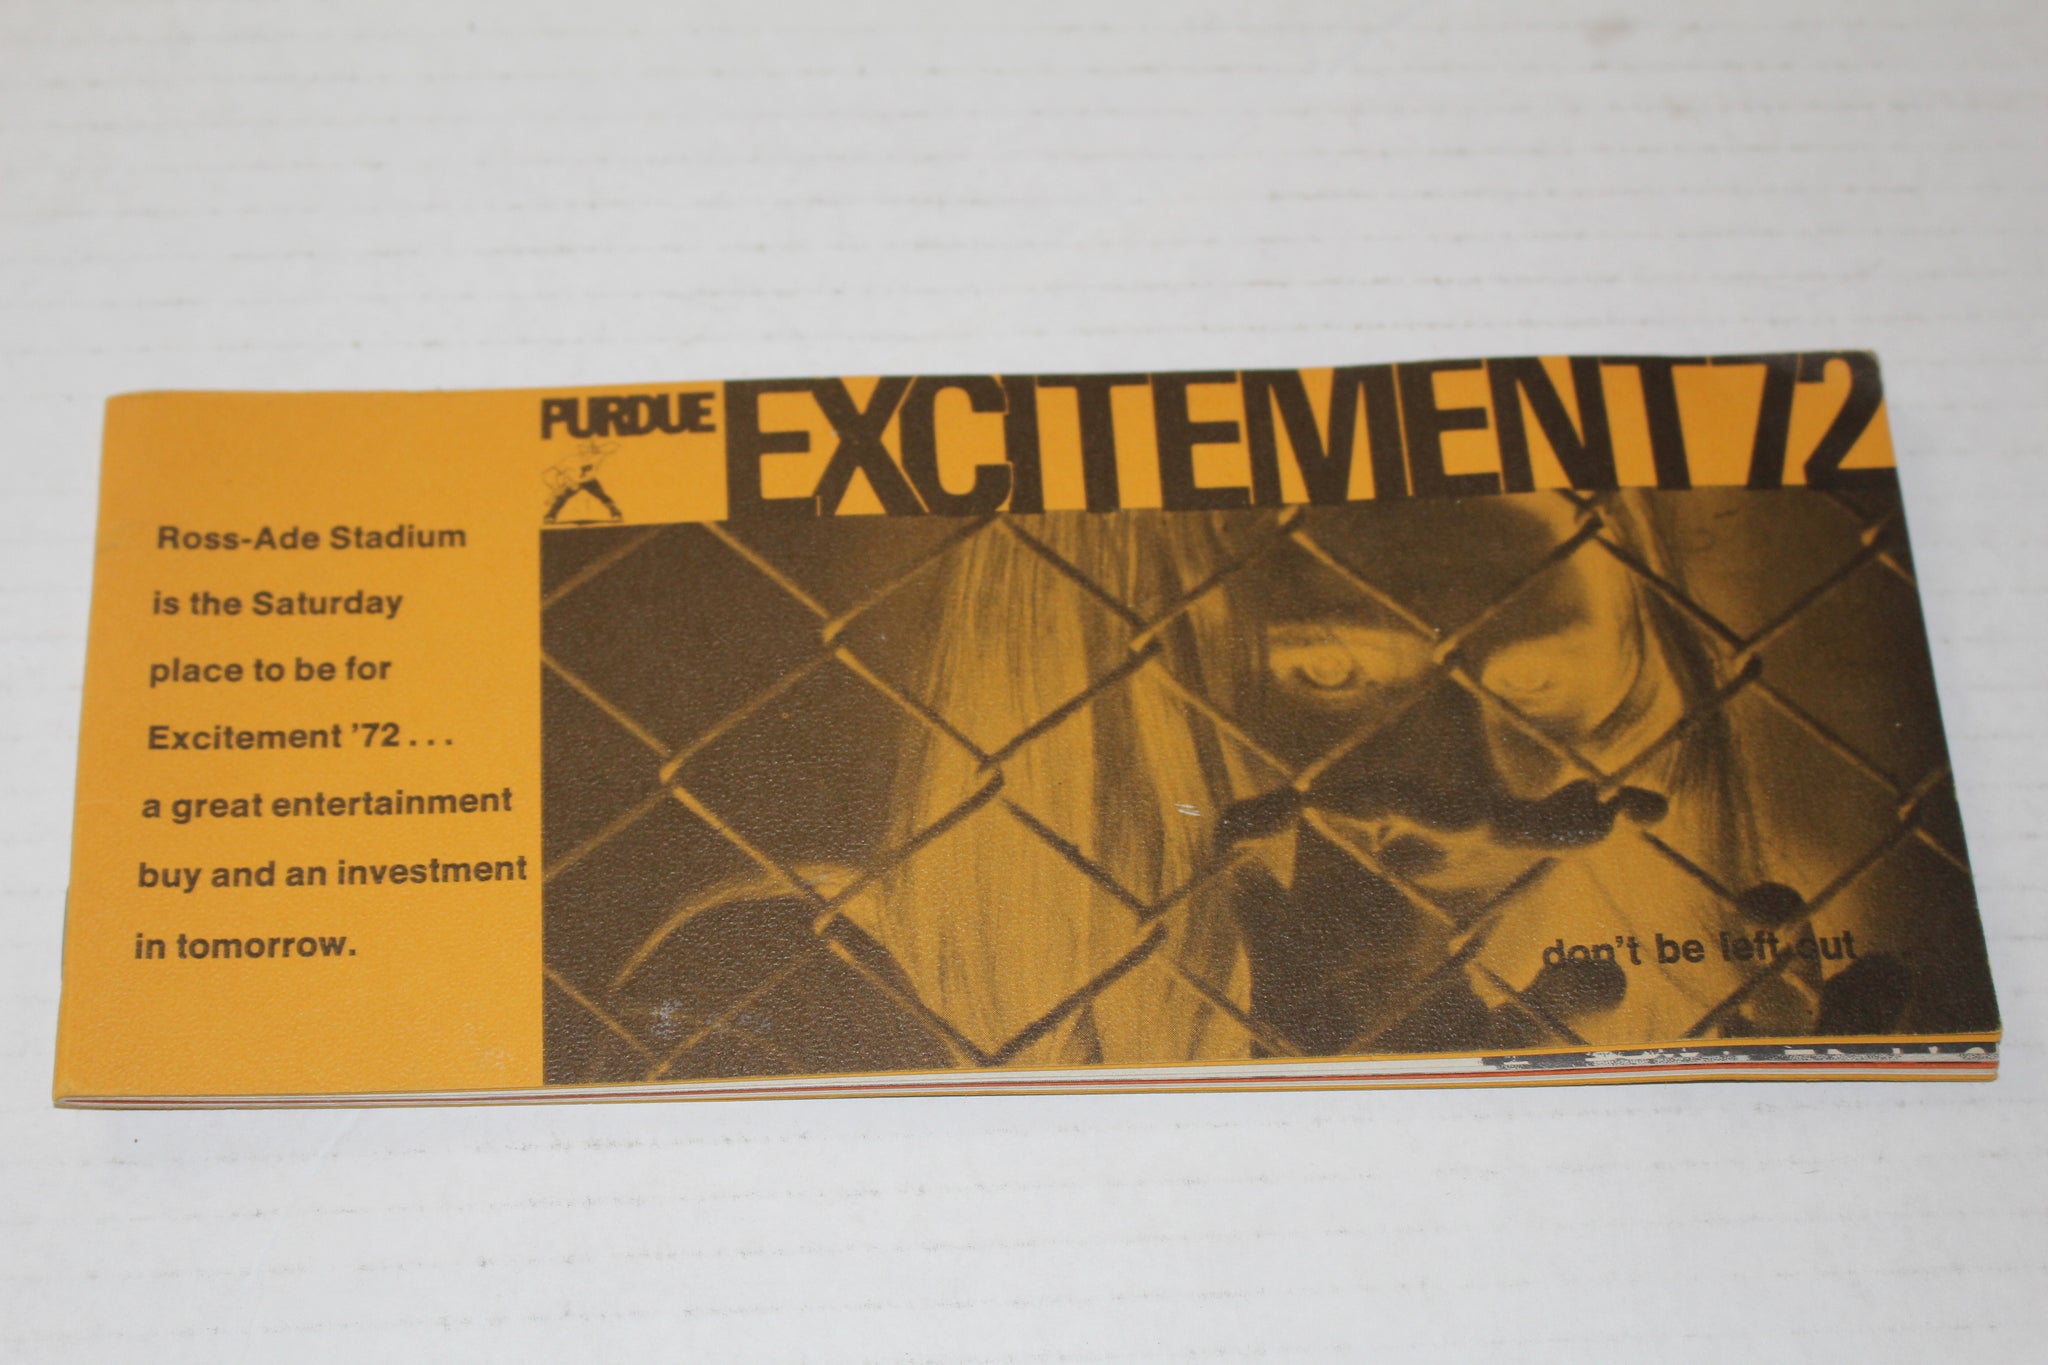 PURDUE EXCITEMENT 72
Ross-Ade Stadium
is the Saturday
place to be for
Excitement '72...
a great entertainment
buy and an investment
in tomorrow.
don't be left out